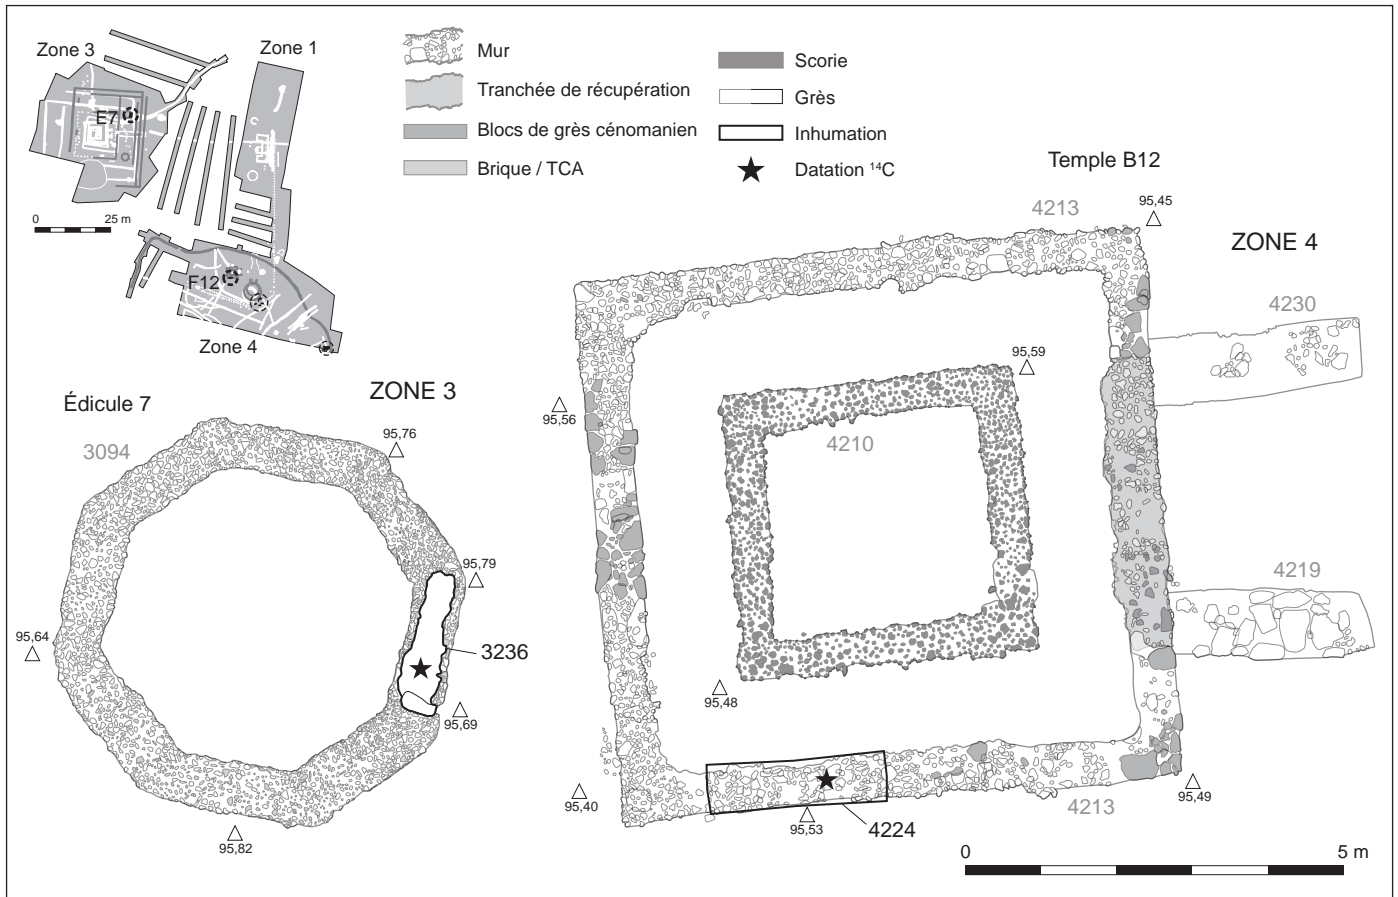 Zone 3
Zone 1
E7
0
25 m
F12
Zone 4
Mur
Tranchée de récupération
Blocs de grès cénomanien
Brique / TCA
Scorie
Grès
Inhumation
Datation ¹⁴C
Temple B12
ZONE 4
4213
95,45
4230
95,59
95,56
4210
4219
95,48
95,40
95,53
4224
4213
95,49
ZONE 3
Édicule 7
3094
95,76
95,79
95,64
3236
95,69
95,82
0
5 m